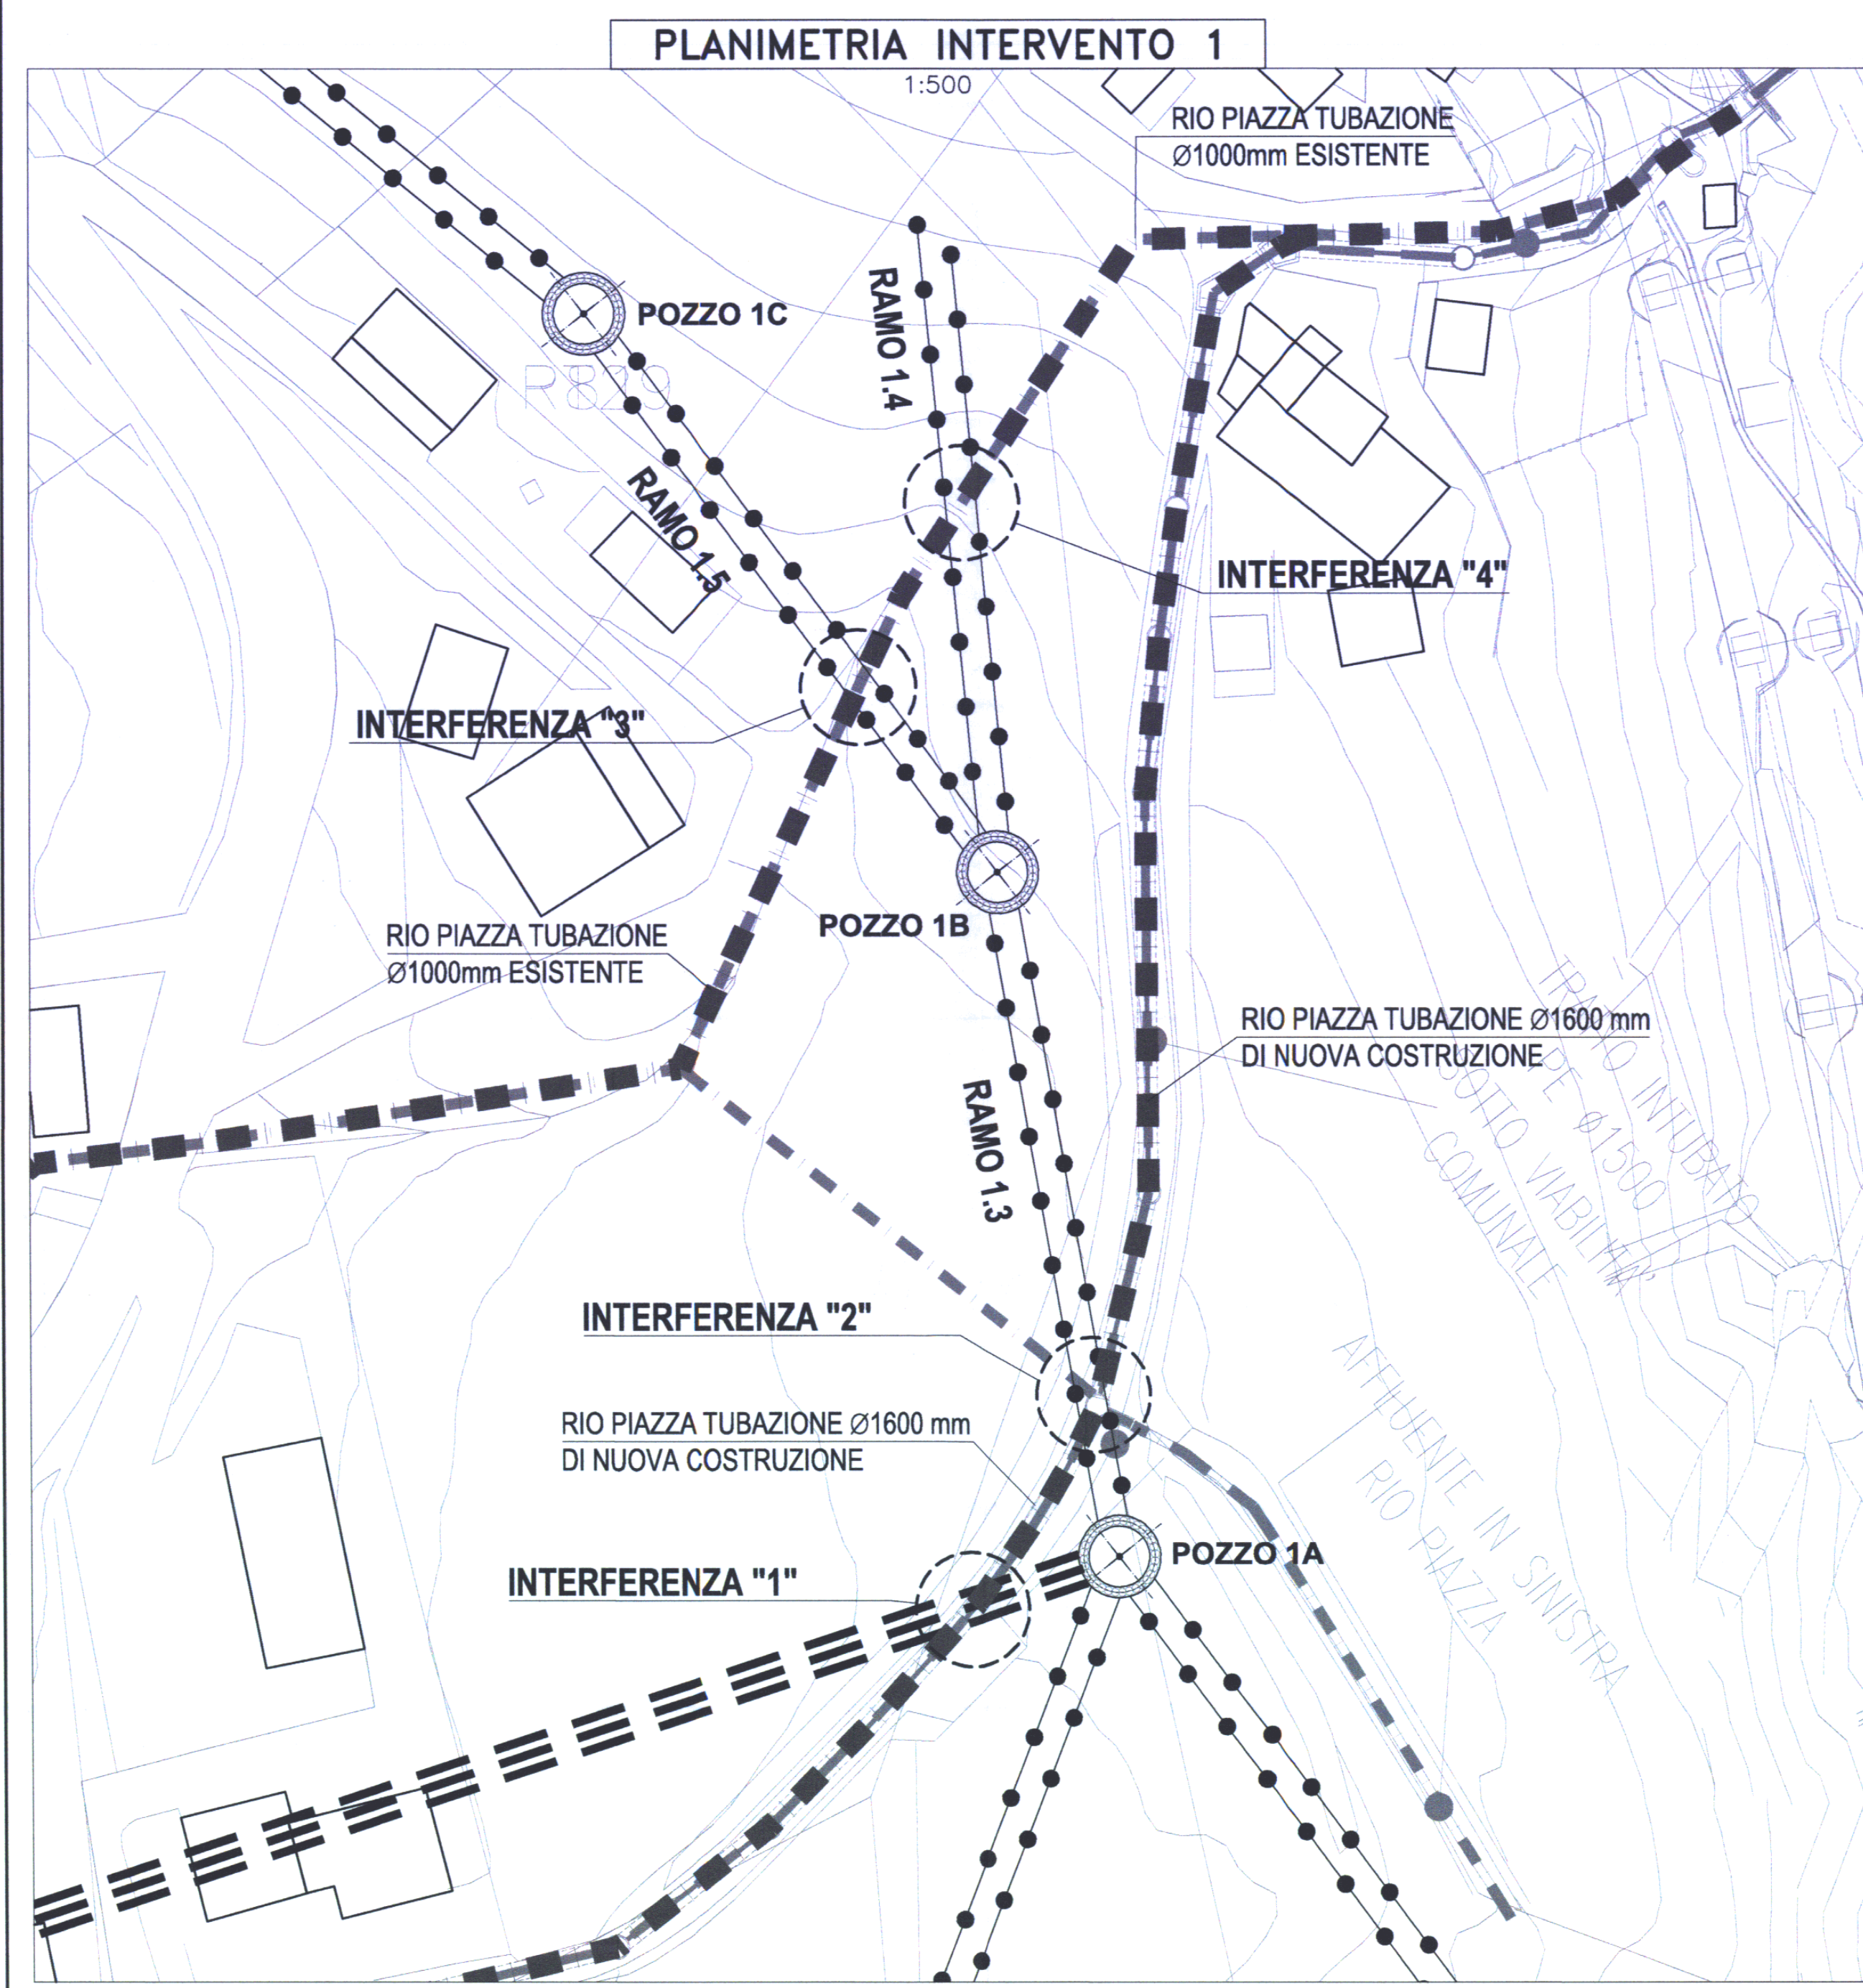 PLANIMETRIA INTERVENTO 1
1:500
RIO PIAZZA TUBAZIONE
Ø1000mm ESISTENTE
POZZO 1C
RAMO 1.4
R829
RAMO 1.5
INTERFERENZA "4"
INTERFERENZA "3"
POZZO 1B
RIO PIAZZA TUBAZIONE
Ø1000mm ESISTENTE
RIO PIAZZA TUBAZIONE Ø1600 mm
DI NUOVA COSTRUZIONE
TRATTO INTUBATO
PE ø1500
SOTTO VIABILITA'
COMUNALE
RAMO 1.3
INTERFERENZA "2"
RIO PIAZZA TUBAZIONE Ø1600 mm
DI NUOVA COSTRUZIONE
AFFLUENTE IN SINISTRA
RIO PIAZZA
POZZO 1A
INTERFERENZA "1"